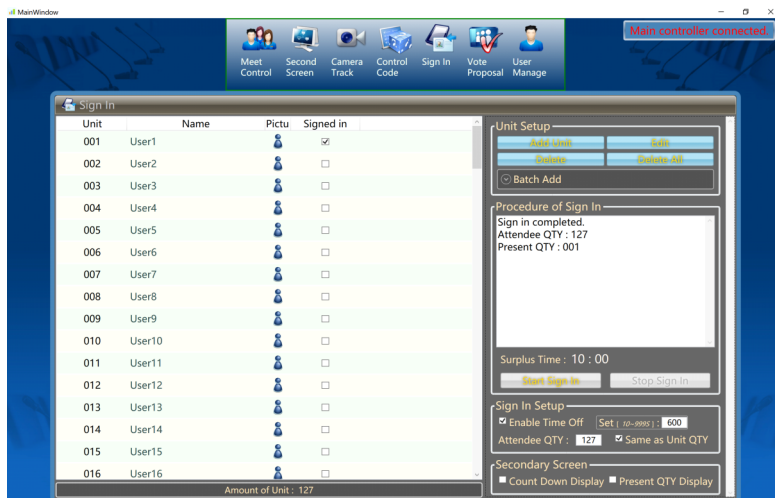 MainWindow
Main controller connected.
Meet Control
Second Screen
Camera Track
Control Code
Sign In
Vote Proposal
User Manage
Sign In
Unit Name Pictu Signed in
001 User1
002 User2
003 User3
004 User4
005 User5
006 User6
007 User7
008 User8
009 User9
010 User10
011 User11
012 User12
013 User13
014 User14
015 User15
016 User16
Amount of Unit : 127
Unit Setup
Add Unit Edit
Delete Delete All
Batch Add
Procedure of Sign In
Sign in completed.
Attendee QTY : 127
Present QTY : 001
Surplus Time : 10 : 00
Start Sign In Stop Sign In
Sign In Setup
Enable Time Off Set ( 10~999S ) : 600
Attendee QTY : 127 Same as Unit QTY
Secondary Screen
Count Down Display Present QTY Display